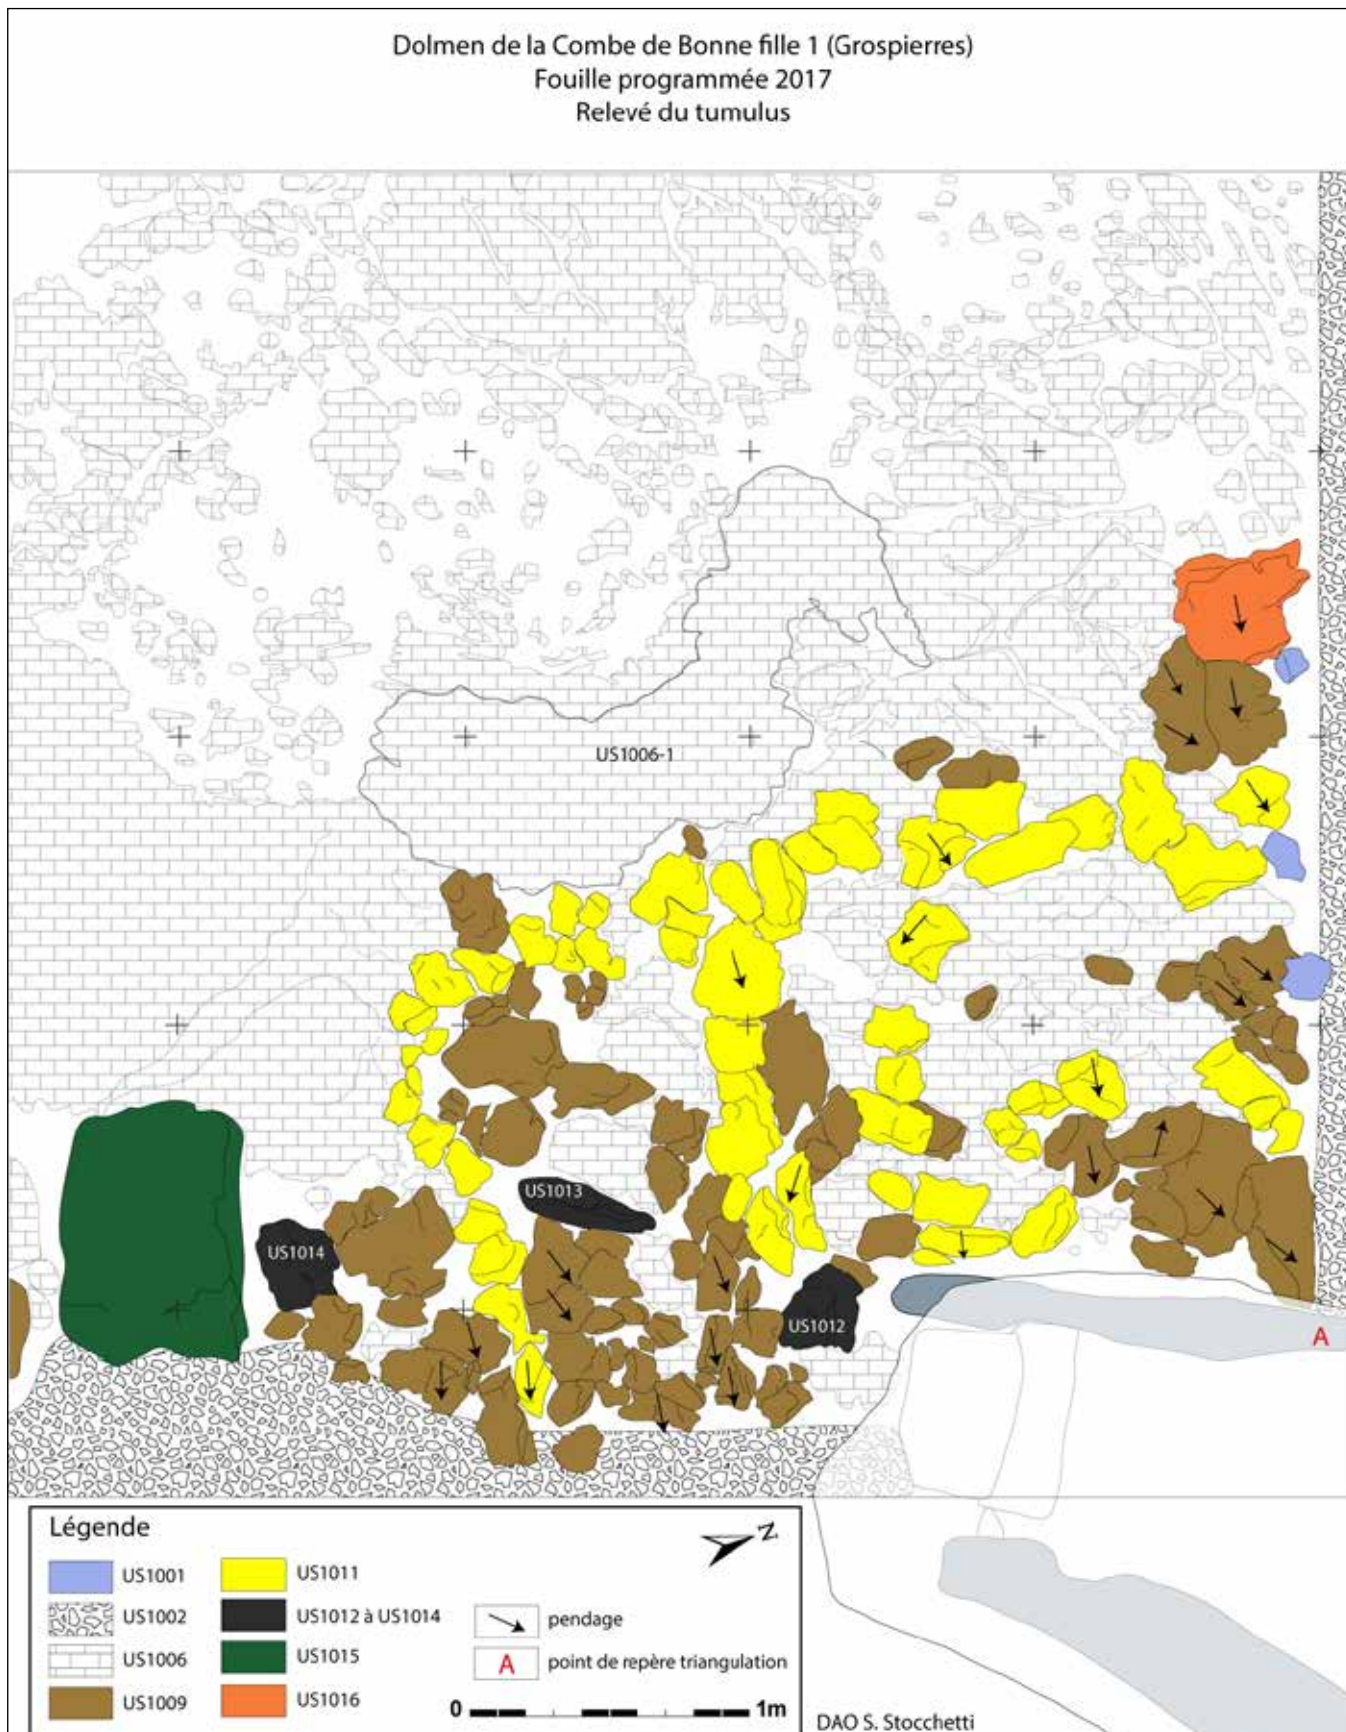 Dolmen de la Combe de Bonne fille 1 (Grospierres)
Fouille programmée 2017
Relevé du tumulus
US1006-1
US1013
US1014
US1012
A
Légende
N
US1001
US1011
US1002
US1012 à US1014
pendage
US1006
US1015
A
point de repère triangulation
US1009
US1016
0
1m
DAO S. Stocchetti